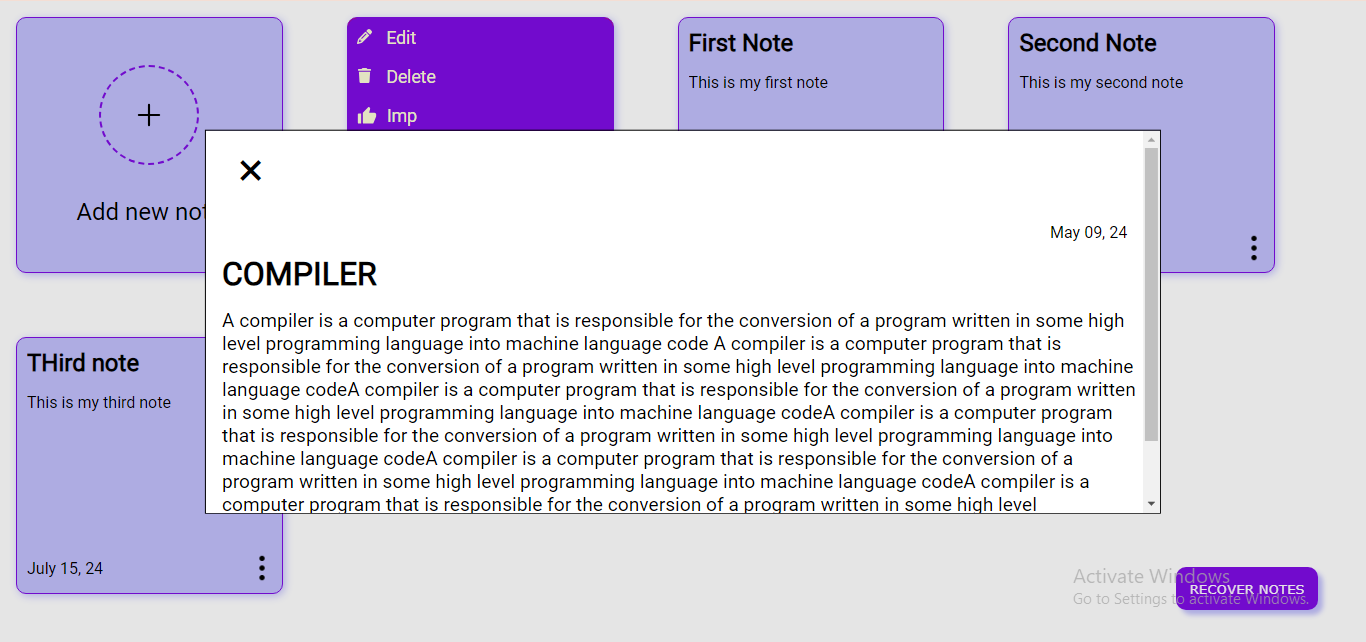 Add new not
Edit
Delete
Imp
First Note
This is my first note
Second Note
This is my second note
May 09, 24
COMPILER
A compiler is a computer program that is responsible for the conversion of a program written in some high
level programming language into machine language code A compiler is a computer program that is
responsible for the conversion of a program written in some high level programming language into machine
language codeA compiler is a computer program that is responsible for the conversion of a program written
in some high level programming language into machine language codeA compiler is a computer program
that is responsible for the conversion of a program written in some high level programming language into
machine language codeA compiler is a computer program that is responsible for the conversion of a
program written in some high level programming language into machine language codeA compiler is a
computer program that is responsible for the conversion of a program written in some high level
THird note
This is my third note
July 15, 24
Activate Windows
Go to Settings to activate Windows.
RECOVER NOTES